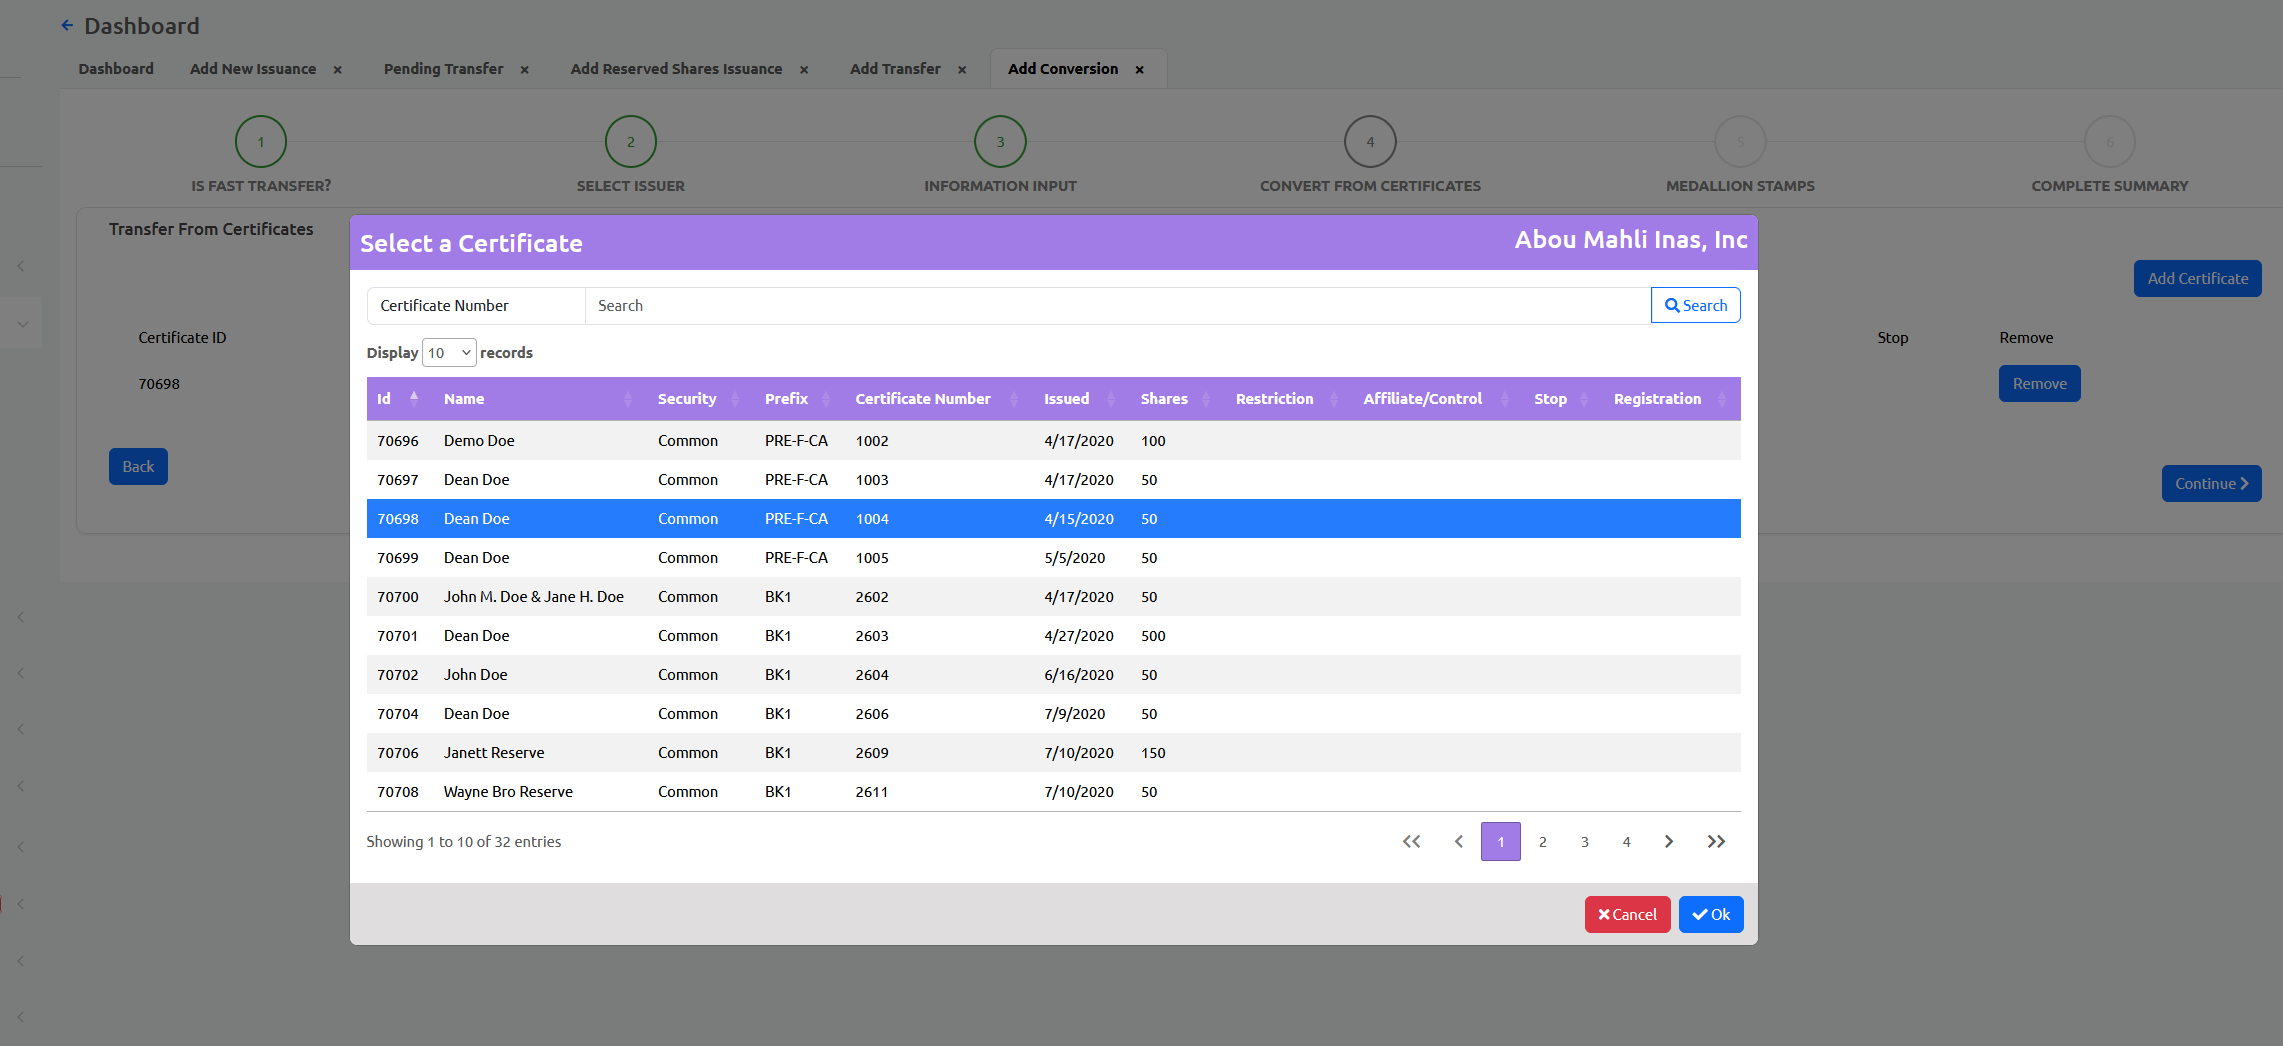 Dashboard
Dashboard Add New Issuance × Pending Transfer × Add Reserved Shares Issuance × Add Transfer × Add Conversion ×
1 2 3 4 5 6
IS FAST TRANSFER? SELECT ISSUER INFORMATION INPUT CONVERT FROM CERTIFICATES MEDALLION STAMPS COMPLETE SUMMARY
Transfer From Certificates
Add Certificate
Certificate ID Stop Remove
70698 Remove
Back
Continue
Select a Certificate Abou Mahli Inas, Inc
Certificate Number Search Search
Display 10 records
Id Name Security Prefix Certificate Number Issued Shares Restriction Affiliate/Control Stop Registration
70696 Demo Doe Common PRE-F-CA 1002 4/17/2020 100
70697 Dean Doe Common PRE-F-CA 1003 4/17/2020 50
70698 Dean Doe Common PRE-F-CA 1004 4/15/2020 50
70699 Dean Doe Common PRE-F-CA 1005 5/5/2020 50
70700 John M. Doe & Jane H. Doe Common BK1 2602 4/17/2020 50
70701 Dean Doe Common BK1 2603 4/27/2020 500
70702 John Doe Common BK1 2604 6/16/2020 50
70704 Dean Doe Common BK1 2606 7/9/2020 50
70706 Janett Reserve Common BK1 2609 7/10/2020 150
70708 Wayne Bro Reserve Common BK1 2611 7/10/2020 50
Showing 1 to 10 of 32 entries 1 2 3 4
Cancel Ok